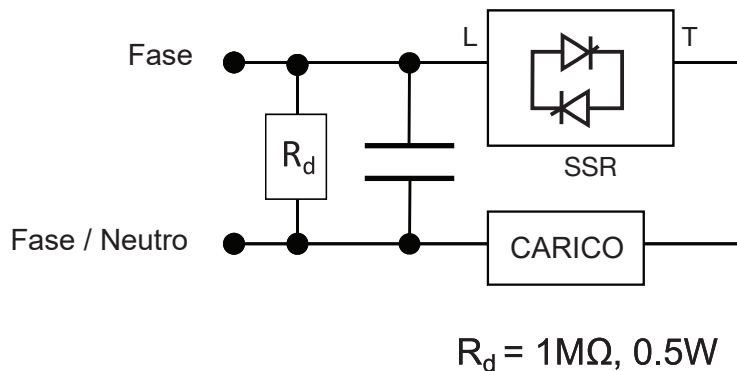 Fase
L
T
R_d
SSR
Fase / Neutro
CARICO
R_d = 1MΩ, 0.5W